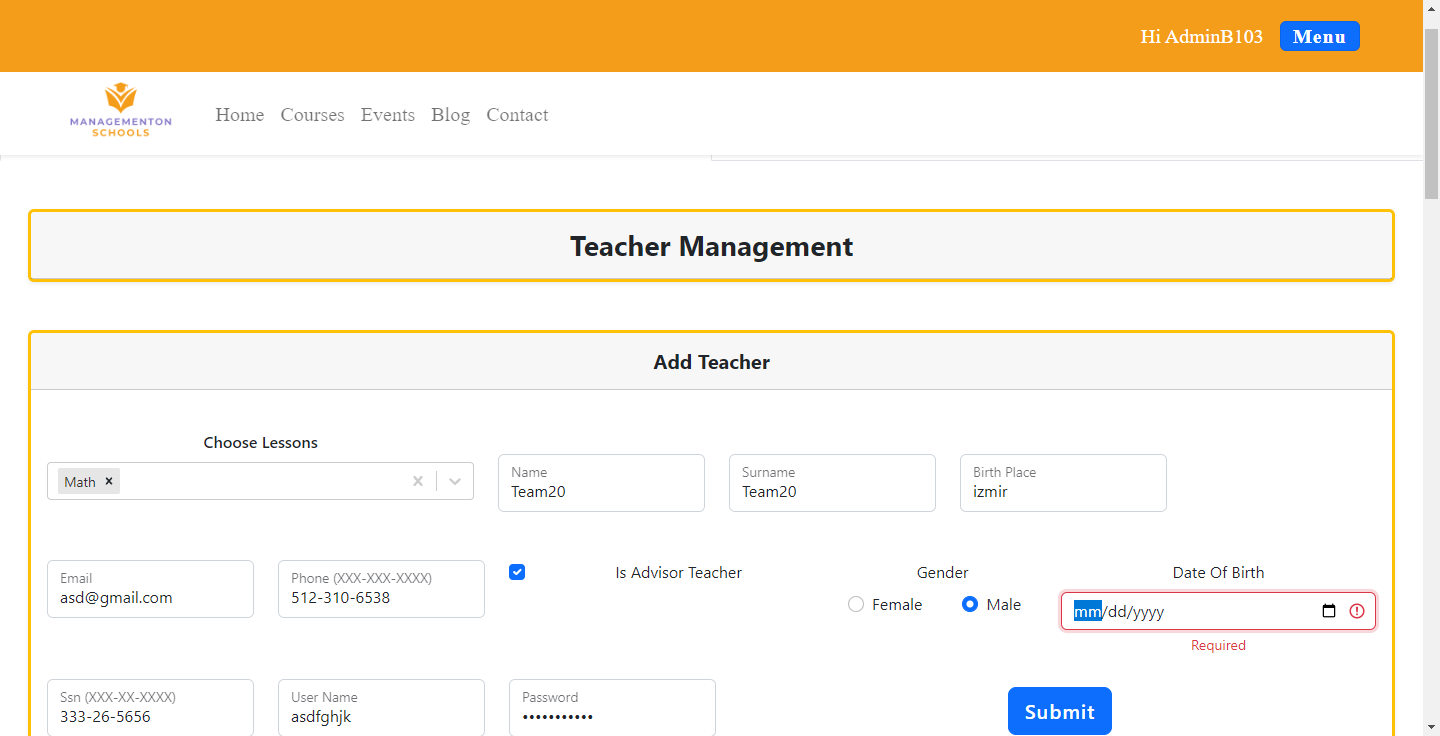 Hi AdminB103 Menu
MANAGEMENTON
SCHOOLS
Home Courses Events Blog Contact
Teacher Management
Add Teacher
Choose Lessons
Math
Name
Team20
Surname
Team20
Birth Place
izmir
Email
asd@gmail.com
Phone (XXX-XXX-XXXX)
512-310-6538
Is Advisor Teacher
Gender
Female Male
Date Of Birth
mm/dd/yyyy
Required
Ssn (XXX-XX-XXXX)
333-26-5656
User Name
asdfghjk
Password
•••••••••••
Submit